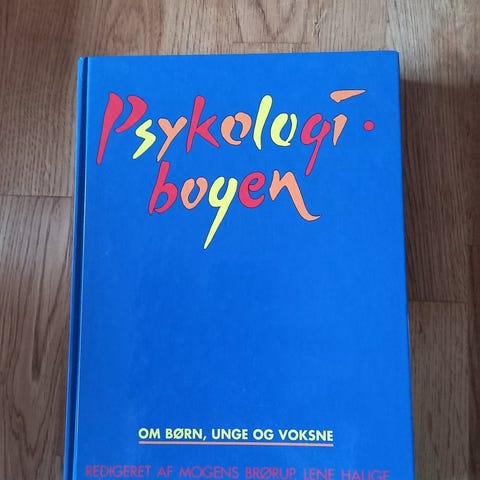 Psykologi·
bogen
OM BØRN, UNGE OG VOKSNE
REDIGERET AF MOGENS BRØRUP, LENE HAUGE